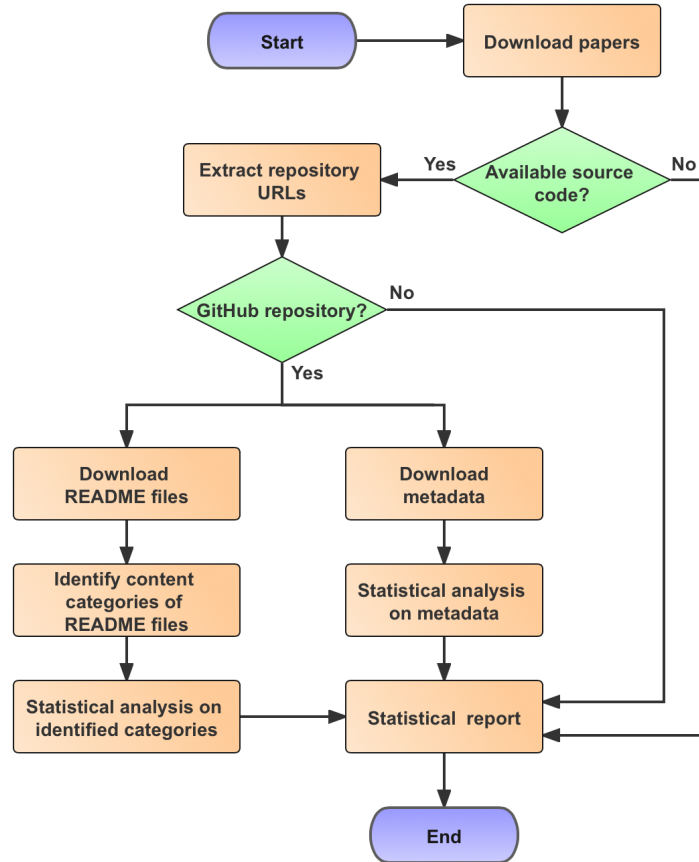 Start
Download papers
Available source
code?
Yes
No
Extract repository
URLs
GitHub repository?
No
Yes
Download
README files
Download
metadata
Identify content
categories of
README files
Statistical analysis
on metadata
Statistical analysis on
identified categories
Statistical report
End